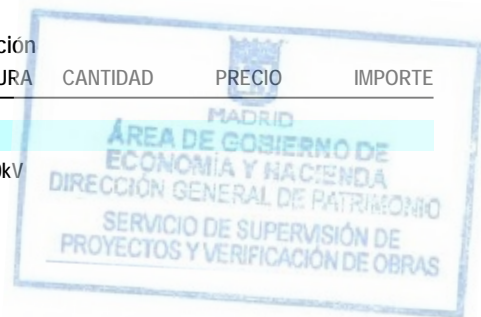 ción
URA CANTIDAD PRECIO IMPORTE
MADRID
ÁREA DE GOBIERNO DE
ECONOMÍA Y HACIENDA
0kV
DIRECCIÓN GENERAL DE PATRIMONIO
SERVICIO DE SUPERVISIÓN DE
PROYECTOS Y VERIFICACIÓN DE OBRAS